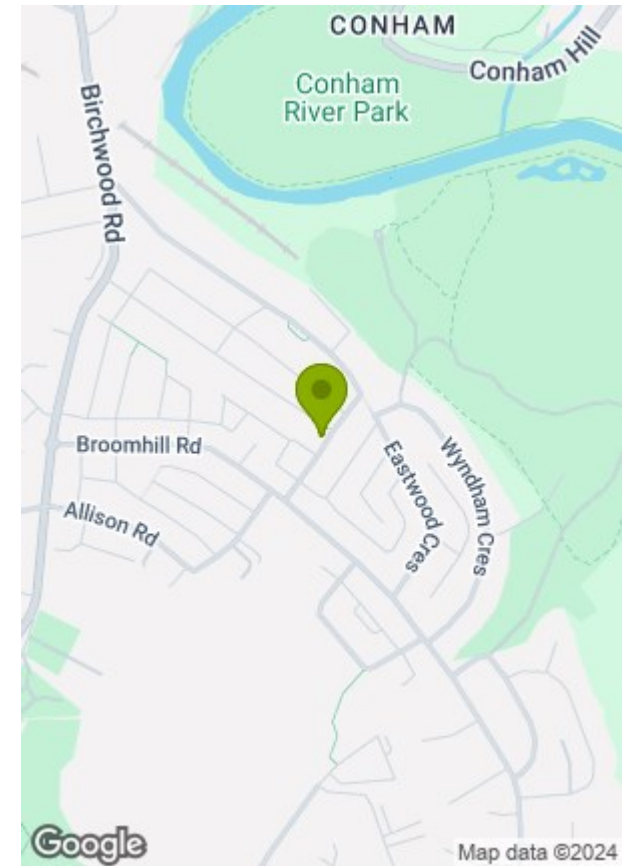 CONHAM
Conham Hill
Conham
River Park
Birchwood Rd
Broomhill Rd
Allison Rd
Eastwood Cres
Wyndham Cres
Google
Map data ©2024